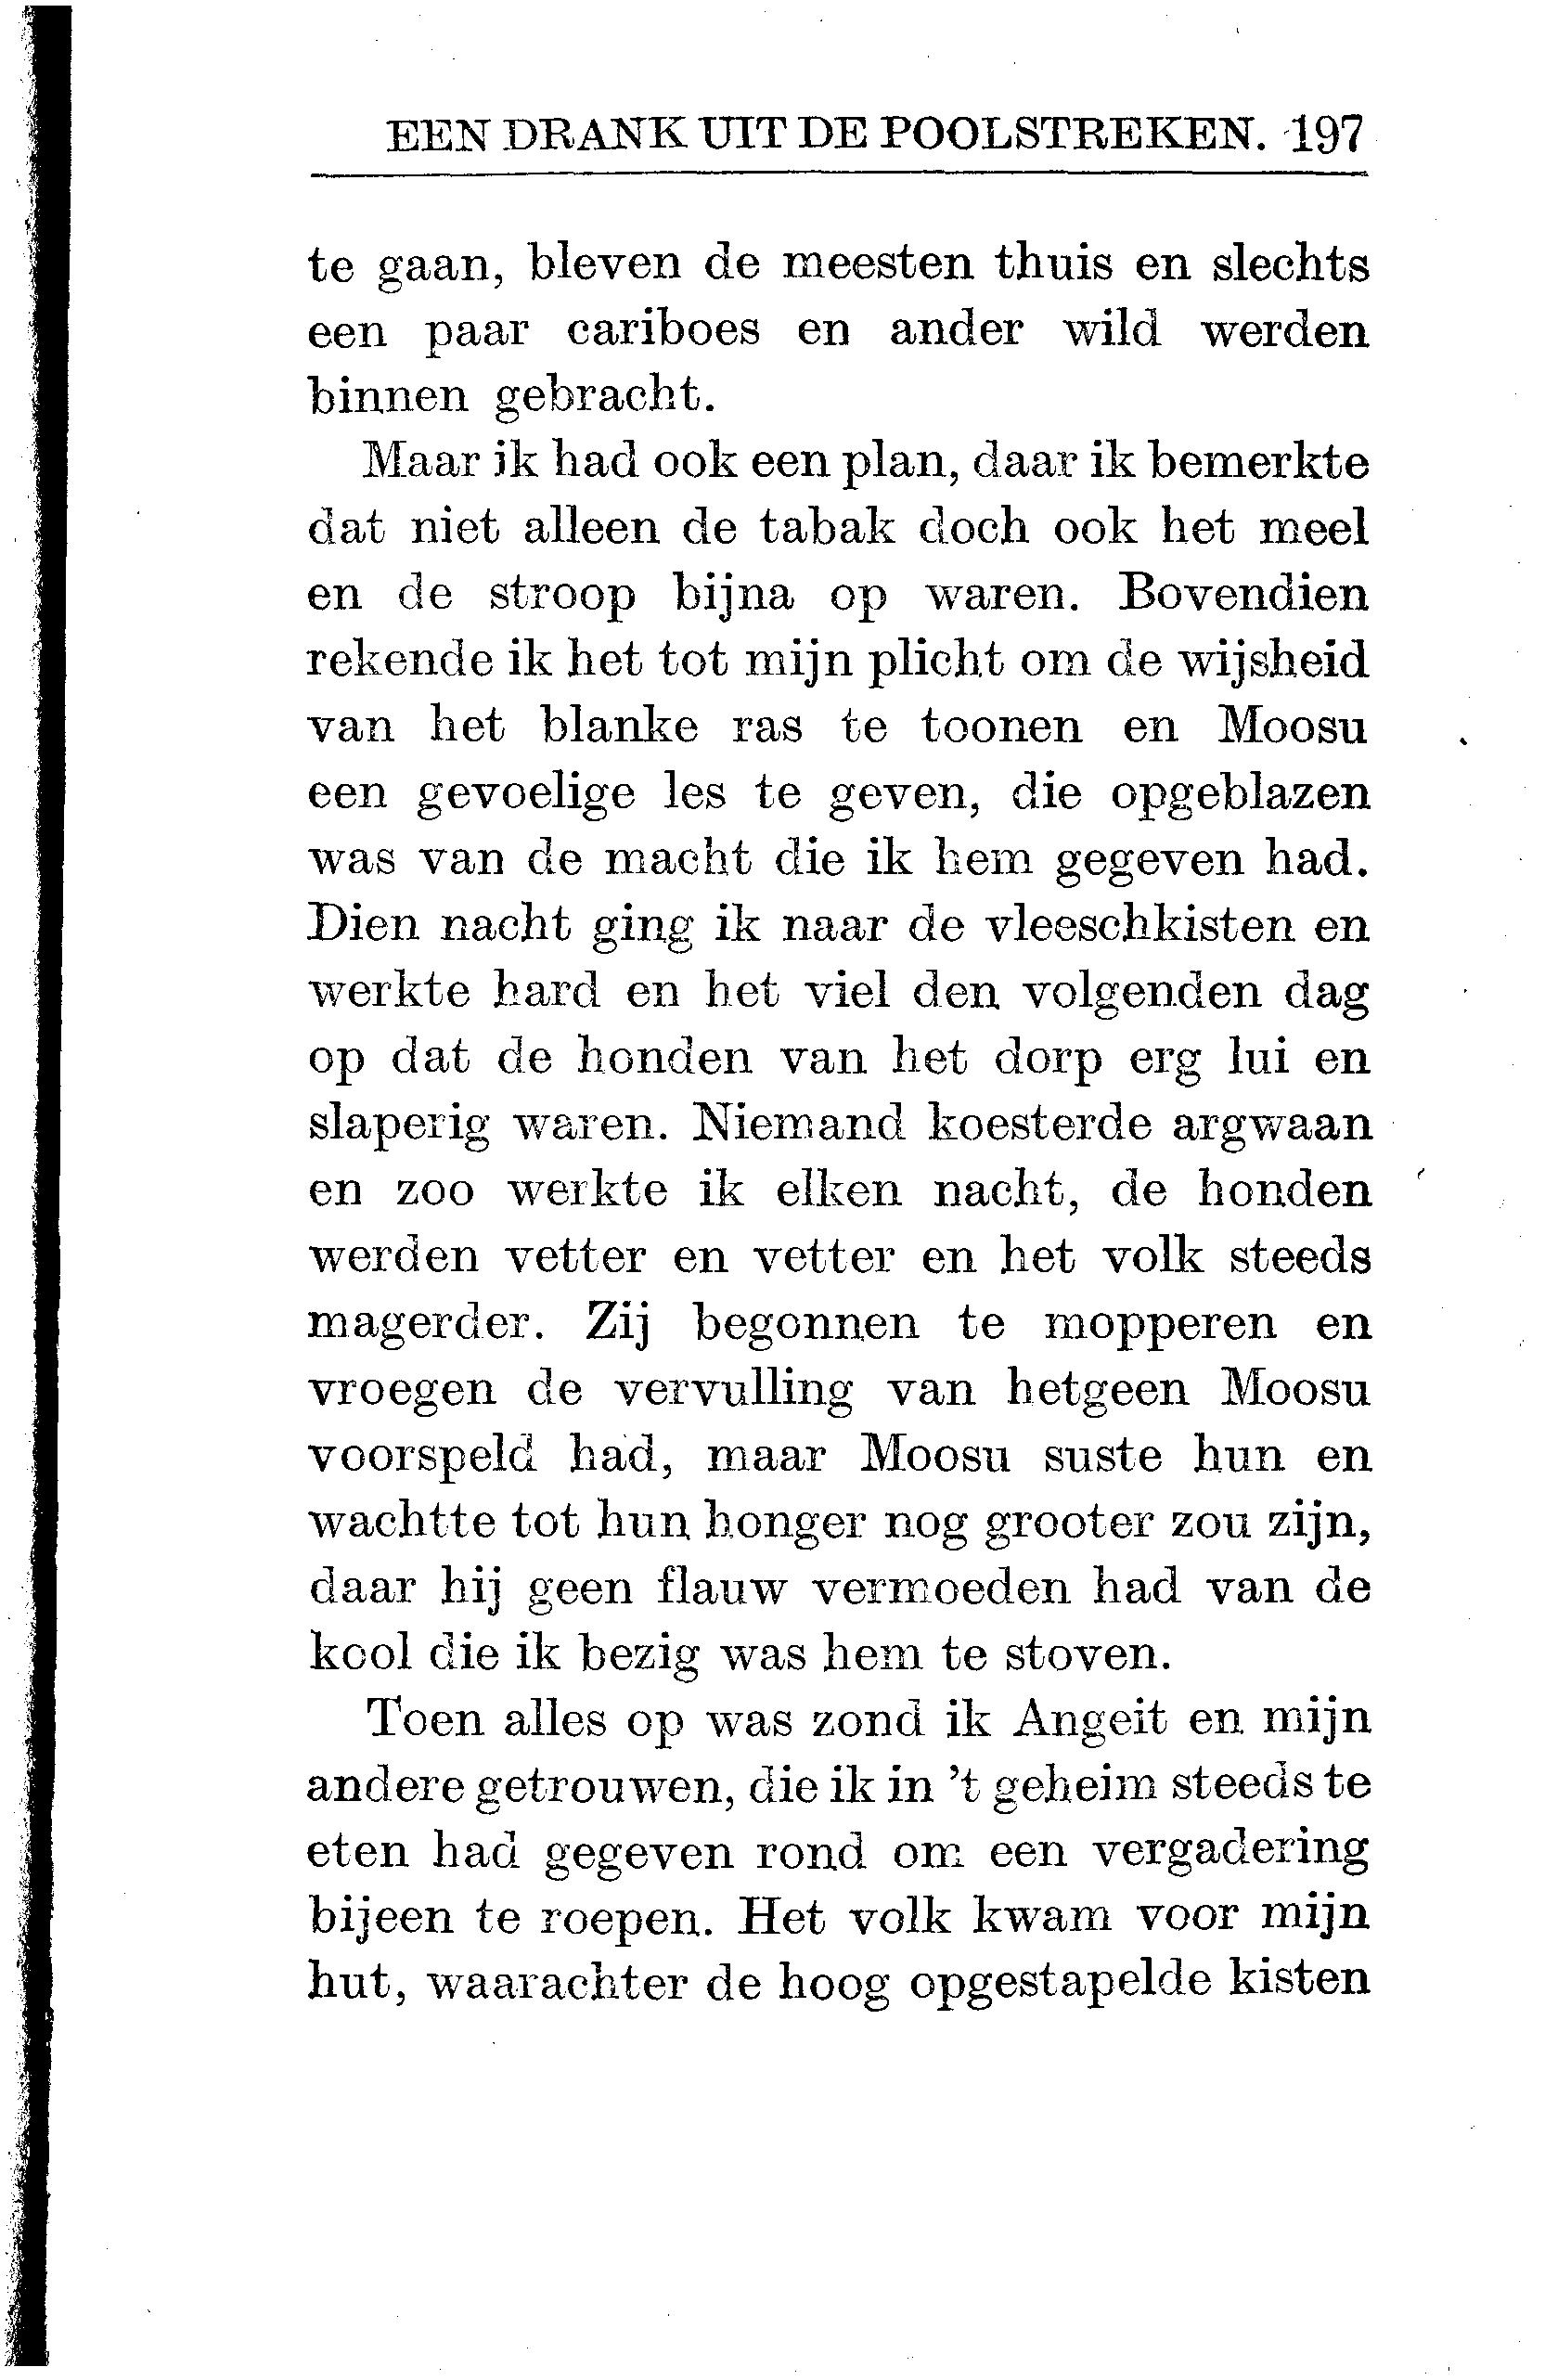 EEN DRANK UIT DE POOLSTREKEN. 197
te gaan, bleven de meesten thuis en slechts
een paar cariboes en ander wild werden
binnen gebracht.
Maar ik had ook een plan, daar ik bemerkte
dat niet alleen de tabak doch ook het meel
en de stroop bijna op waren. Bovendien
rekende ik het tot mijn plicht om de wijsheid
van het blanke ras te toonen en Moosu
een gevoelige les te geven, die opgeblazen
was van de macht die ik hem gegeven had.
Dien nacht ging ik naar de vleeschkisten en
werkte hard en het viel den volgenden dag
op dat de honden van het dorp erg lui en
slaperig waren. Niemand koesterde argwaan
en zoo werkte ik elken nacht, de honden
werden vetter en vetter en het volk steeds
magerder. Zij begonnen te mopperen en
vroegen de vervulling van hetgeen Moosu
voorspeld had, maar Moosu suste hun en
wachtte tot hun honger nog grooter zou zijn,
daar hij geen flauw vermoeden had van de
kool die ik bezig was hem te stoven.
Toen alles op was zond ik Angeit en mijn
andere getrouwen, die ik in 't geheim steeds te
eten had gegeven rond om een vergadering
bijeen te roepen. Het volk kwam voor mijn
hut, waarachter de hoog opgestapelde kisten